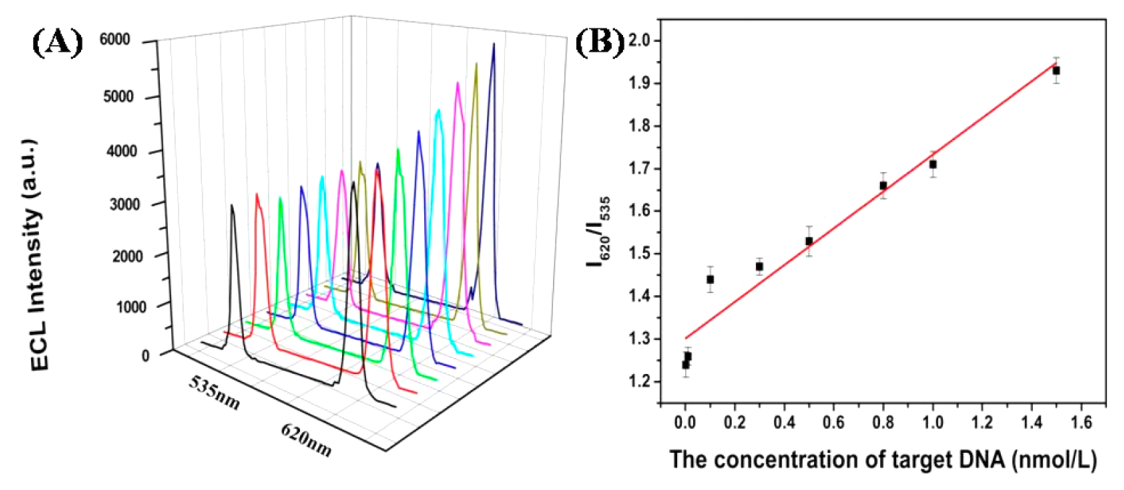 (A)
6000
5000
4000
3000
2000
1000
0
ECL Intensity (a.u.)
535nm
620nm
(B)
2.0
1.9
1.8
1.7
1.6
1.5
1.4
1.3
1.2
I620/I535
0.0 0.2 0.4 0.6 0.8 1.0 1.2 1.4 1.6
The concentration of target DNA (nmol/L)